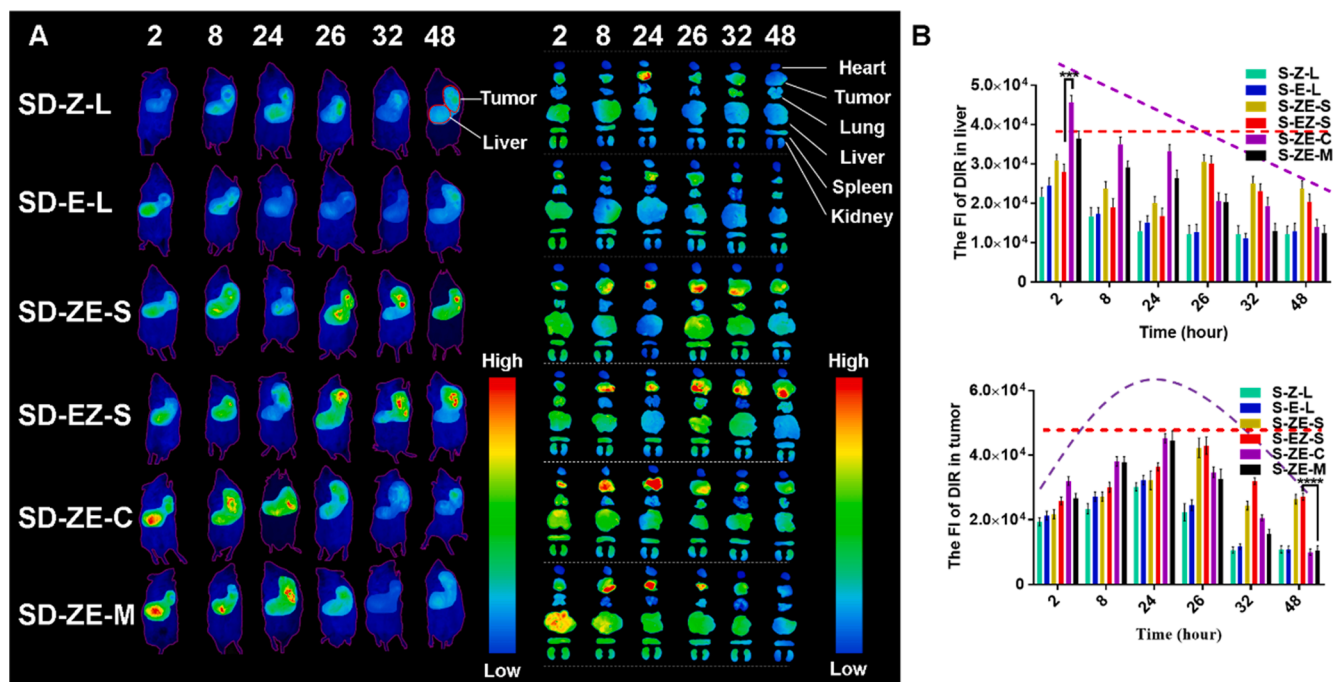 A
2 8 24 26 32 48
2 8 24 26 32 48
SD-Z-L
Tumor
Liver
Heart
Tumor
Lung
Liver
Spleen
Kidney
SD-E-L
SD-ZE-S
SD-EZ-S
SD-ZE-C
SD-ZE-M
High
Low
High
Low
B
The FI of DIR in liver
5.0×10⁴
4.0×10⁴
3.0×10⁴
2.0×10⁴
1.0×10⁴
0
***
S-Z-L
S-E-L
S-ZE-S
S-EZ-S
S-ZE-C
S-ZE-M
2 8 24 26 32 48
Time (hour)
The FI of DIR in tumor
6.0×10⁴
4.0×10⁴
2.0×10⁴
0
S-Z-L
S-E-L
S-ZE-S
S-EZ-S
S-ZE-C
S-ZE-M
****
2 8 24 26 32 48
Time (hour)